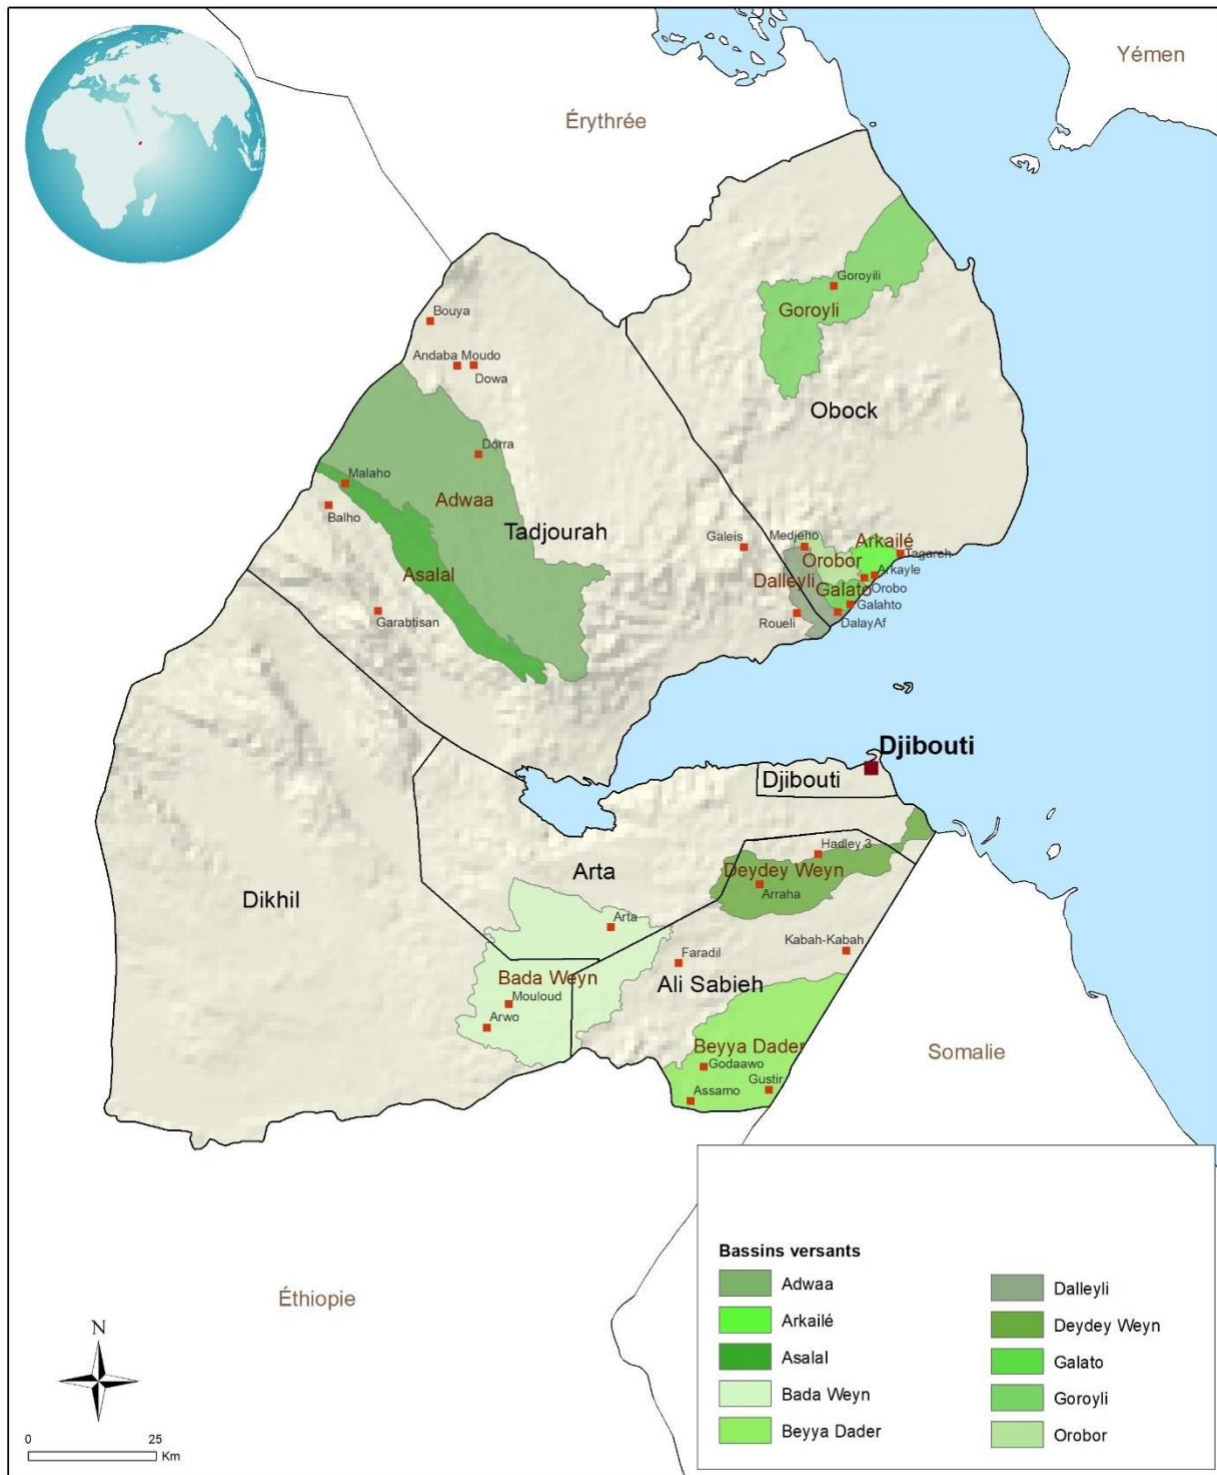 Yémen
Érythrée
Goroyili
Goroyli
Bouya
Andaba Moudo
Dowa
Obock
Dorra
Malaho
Adwaa
Balho
Tadjourah
Galeis
Medjeho
Arkailé
Tagareh
Orobor
Arkayle
Asalal
Dalleyli
Galato
Orobo
Galahto
Garabtisan
Roueli
DalayAf
Djibouti
Djibouti
Hadley 3
Arta
Deydey Weyn
Arraha
Dikhil
Arta
Kabah-Kabah
Faradil
Bada Weyn
Ali Sabieh
Mouloud
Arwo
Beyya Dader
Somalie
Godaawo
Gustir
Assamo
Éthiopie
Bassins versants
Adwaa
Arkailé
Asalal
Bada Weyn
Beyya Dader
Dalleyli
Deydey Weyn
Galato
Goroyli
Orobor
N
0 25
Km